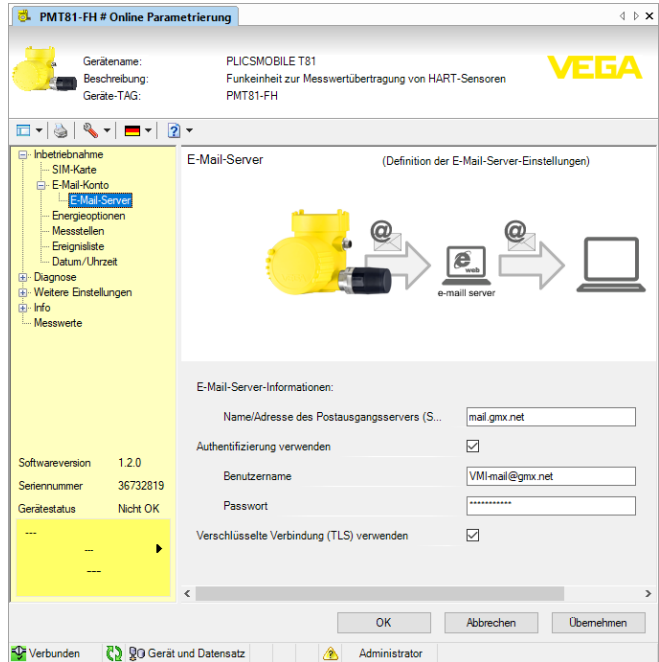 PMT81-FH # Online Parametrierung
Gerätename: PLICSMOBILE T81
Beschreibung: Funkeinheit zur Messwertübertragung von HART-Sensoren
Geräte-TAG: PMT81-FH
VEGA
Inbetriebnahme
SIM-Karte
E-Mail-Konto
E-Mail-Server
Energieoptionen
Messstellen
Ereignisliste
Datum/Uhrzeit
Diagnose
Weitere Einstellungen
Info
Messwerte
Softwareversion 1.2.0
Seriennummer 36732819
Gerätestatus Nicht OK
---
---
---
E-Mail-Server (Definition der E-Mail-Server-Einstellungen)
@ @
e web
e-maill server
E-Mail-Server-Informationen:
Name/Adresse des Postausgangsservers (S... mail.gmx.net
Authentifizierung verwenden
Benutzername VMI-mail@gmx.net
Passwort ***********
Verschlüsselte Verbindung (TLS) verwenden
OK Abbrechen Übernehmen
Verbunden Gerät und Datensatz Administrator